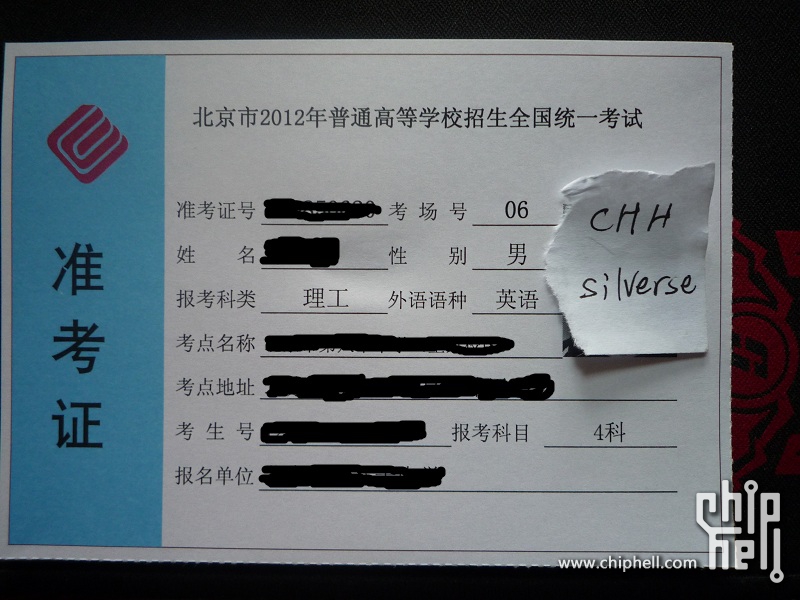 北京市2012年普通高等学校招生全国统一考试
准考证
准考证号 考场号 06
姓名 性别 男
报考科类 理工 外语语种 英语
考点名称
考点地址
考生号 报考科目 4科
报名单位
CHH
silverse
chip
hell
www.chiphell.com